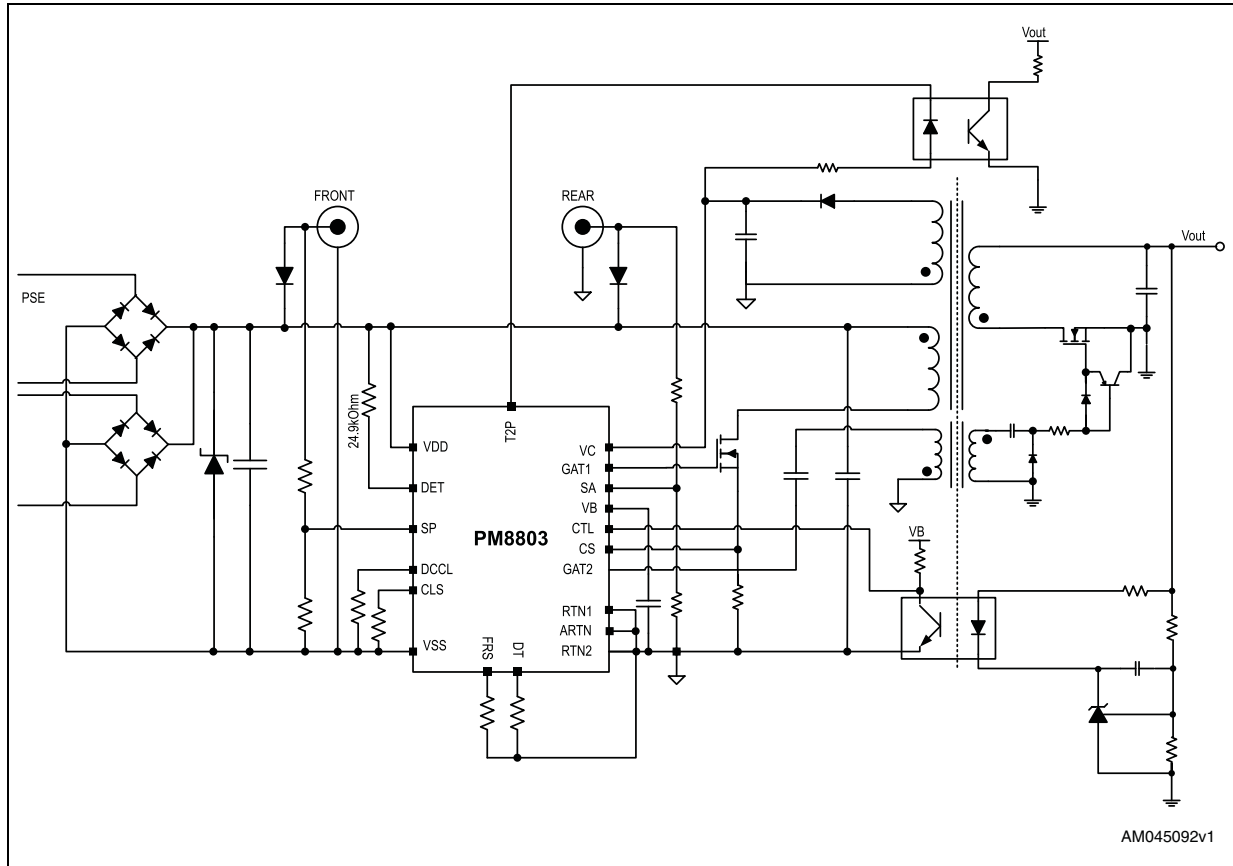 Vout
FRONT
REAR
Vout
PSE
24.9kOhm
T2P
VDD
VC
GAT1
DET
SA
VB
SP
CTL
PM8803
CS
VB
DCCL
GAT2
CLS
RTN1
ARTN
VSS
RTN2
FRS
DT
AM045092v1